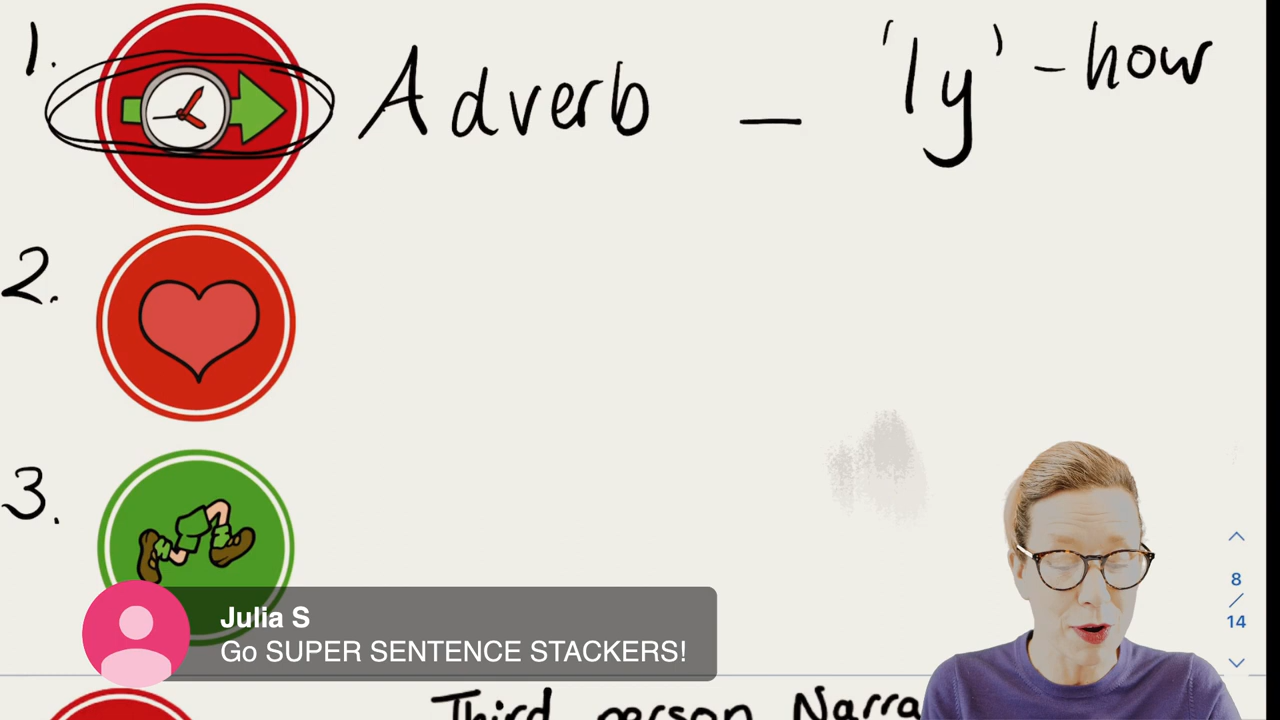 1. Adverb – 'ly' – how
2.
3.
Julia S
Go SUPER SENTENCE STACKERS!
8
/
14
Third person Narra